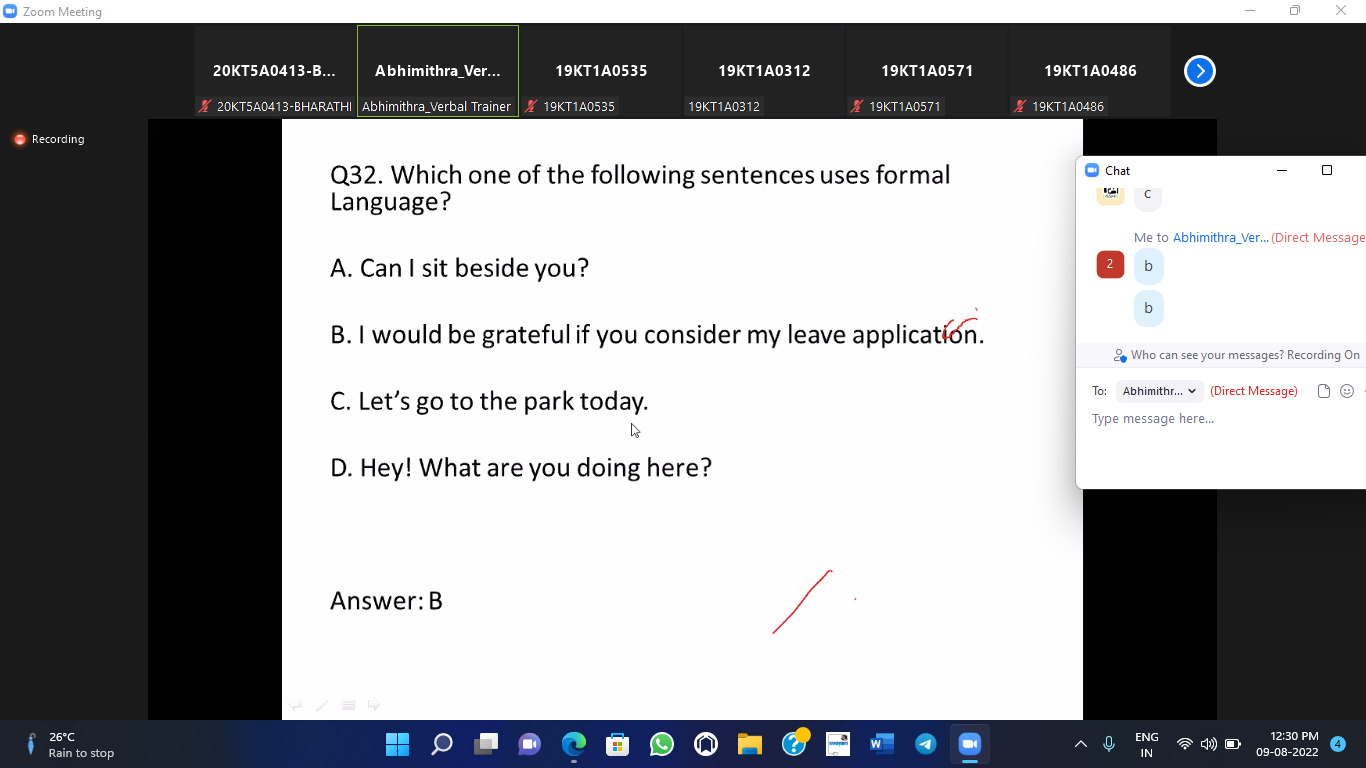 Zoom Meeting
20KT5A0413-B...
Abhimithra_Ver...
19KT1A0535
19KT1A0312
19KT1A0571
19KT1A0486
20KT5A0413-BHARATHI
Abhimithra_Verbal Trainer
19KT1A0535
19KT1A0312
19KT1A0571
19KT1A0486
Recording
Q32. Which one of the following sentences uses formal
Language?
A. Can I sit beside you?
B. I would be grateful if you consider my leave application.
C. Let’s go to the park today.
D. Hey! What are you doing here?
Answer: B
Chat
c
Me to Abhimithra_Ver... (Direct Message
2
b
b
Who can see your messages? Recording On
To: Abhimithr... (Direct Message)
Type message here...
26°C
Rain to stop
ENG
IN
12:30 PM
09-08-2022
4